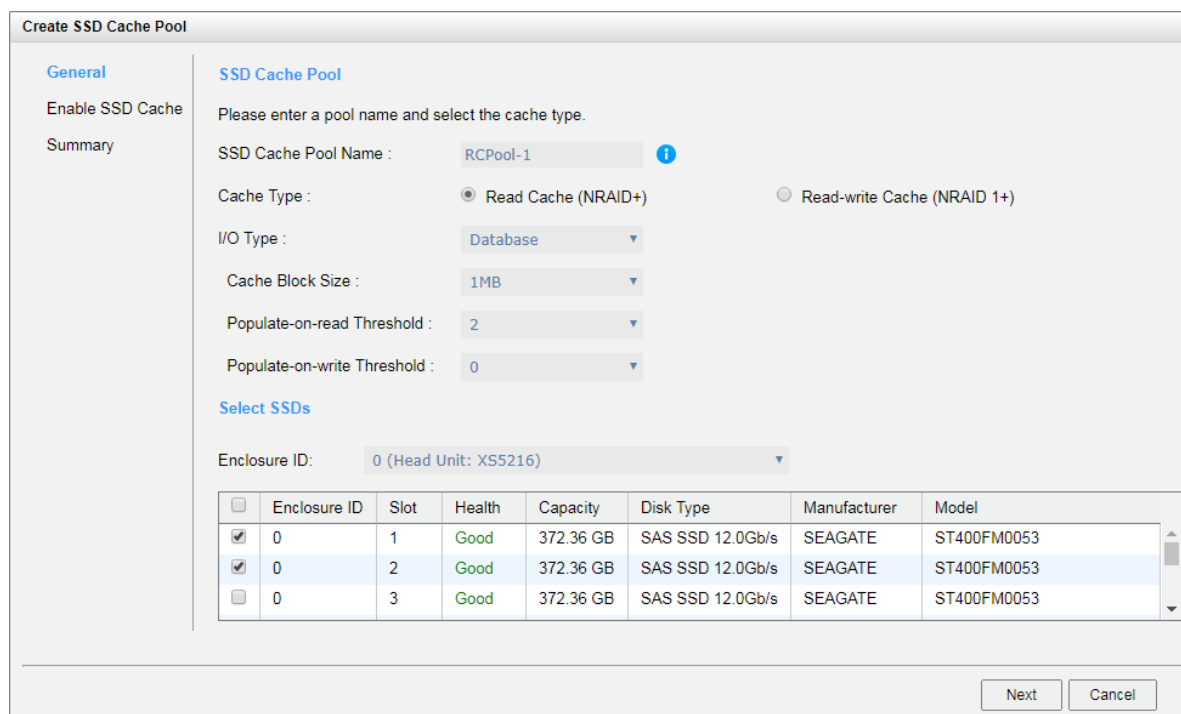 Create SSD Cache Pool
General
Enable SSD Cache
Summary
SSD Cache Pool
Please enter a pool name and select the cache type.
SSD Cache Pool Name : RCPool-1
Cache Type : Read Cache (NRAID+) Read-write Cache (NRAID 1+)
I/O Type : Database
Cache Block Size : 1MB
Populate-on-read Threshold : 2
Populate-on-write Threshold : 0
Select SSDs
Enclosure ID: 0 (Head Unit: XS5216)
Enclosure ID Slot Health Capacity Disk Type Manufacturer Model
0 1 Good 372.36 GB SAS SSD 12.0Gb/s SEAGATE ST400FM0053
0 2 Good 372.36 GB SAS SSD 12.0Gb/s SEAGATE ST400FM0053
0 3 Good 372.36 GB SAS SSD 12.0Gb/s SEAGATE ST400FM0053
Next Cancel